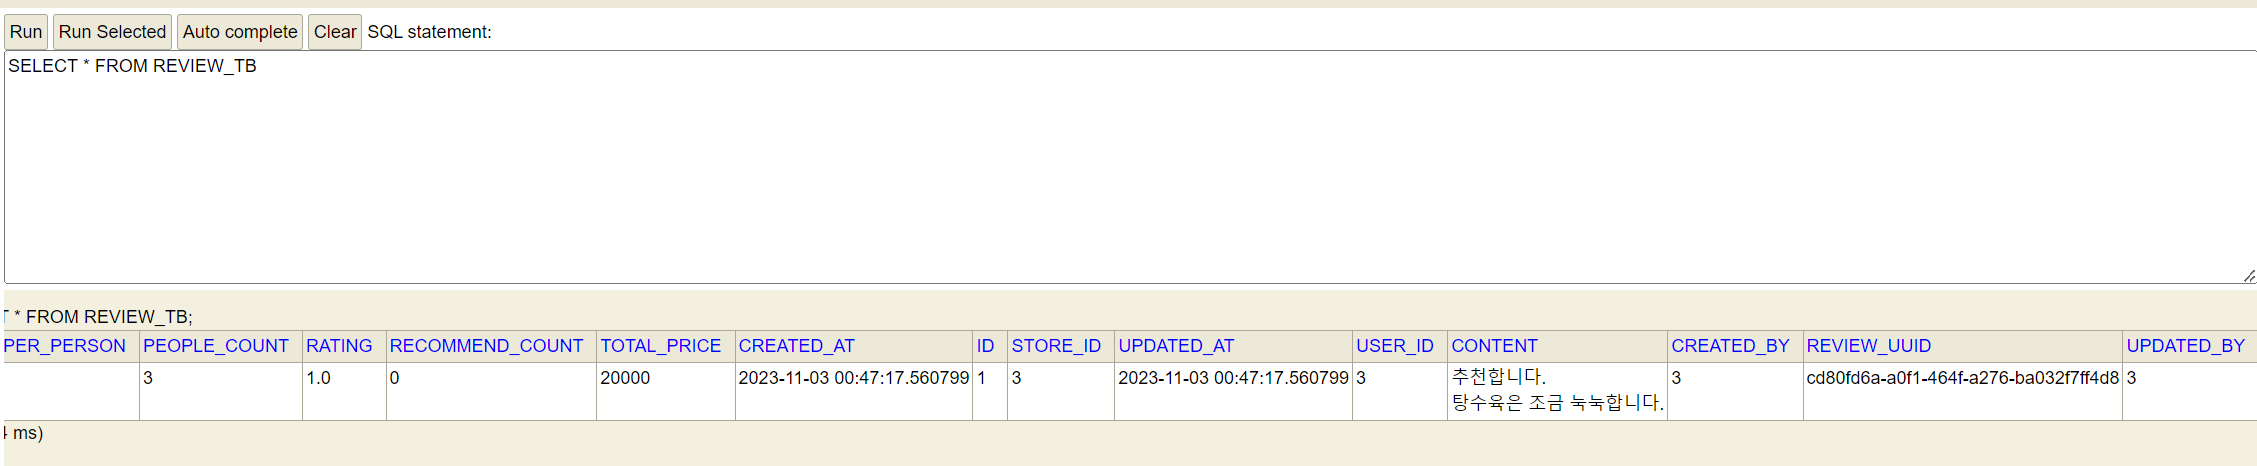 Run Run Selected Auto complete Clear SQL statement:
SELECT * FROM REVIEW_TB
* FROM REVIEW_TB;
PER_PERSON PEOPLE_COUNT RATING RECOMMEND_COUNT TOTAL_PRICE CREATED_AT ID STORE_ID UPDATED_AT USER_ID CONTENT CREATED_BY REVIEW_UUID UPDATED_BY
3 1.0 0 20000 2023-11-03 00:47:17.560799 1 3 2023-11-03 00:47:17.560799 3 추천합니다. 3 cd80fd6a-a0f1-464f-a276-ba032f7ff4d8 3
탕수육은 조금 눅눅합니다.
ms)